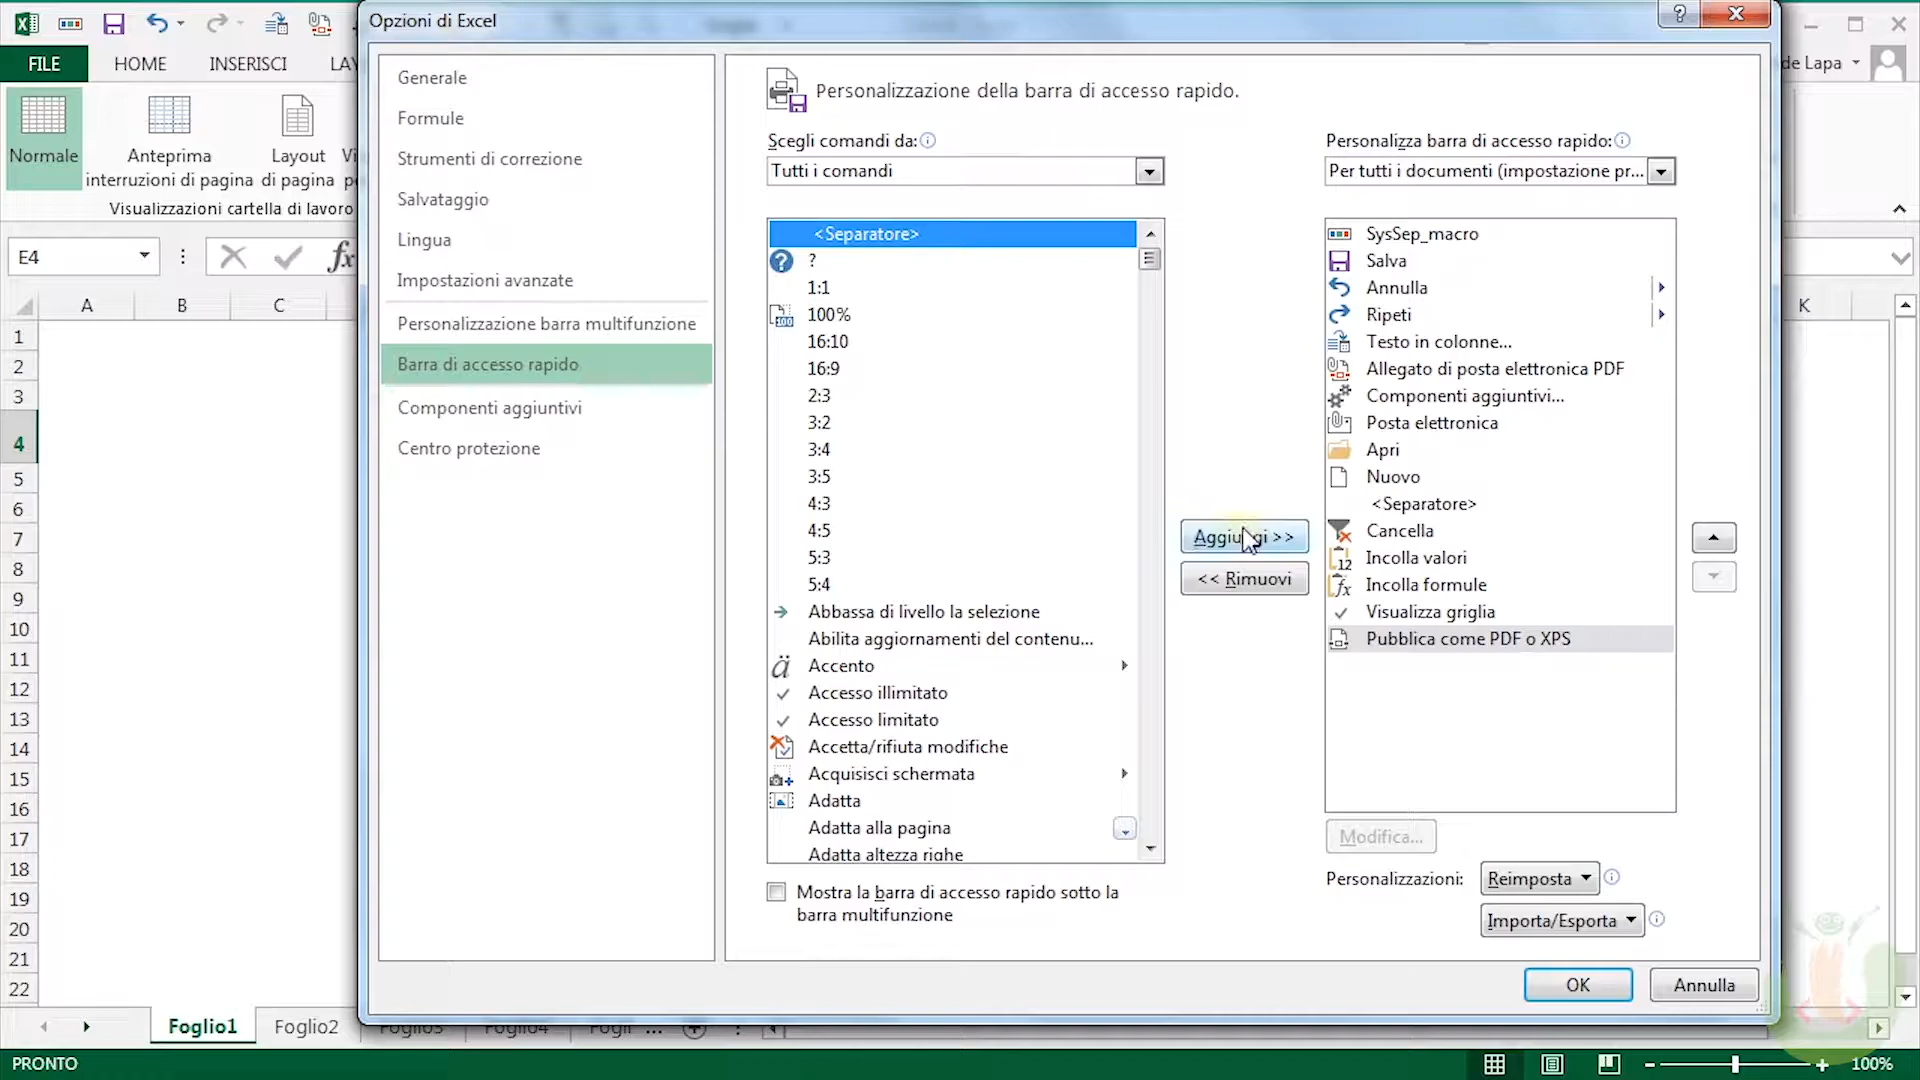 Opzioni di Excel
FILE
HOME
INSERISCI
LAY
de Lapa
Normale
Anteprima
interruzioni di pagina
Layout
di pagina
Visualizzazioni cartella di lavoro
E4
fx
A
B
C
K
1
2
3
4
5
6
7
8
9
10
11
12
13
14
15
16
17
18
19
20
21
22
Generale
Formule
Strumenti di correzione
Salvataggio
Lingua
Impostazioni avanzate
Personalizzazione barra multifunzione
Barra di accesso rapido
Componenti aggiuntivi
Centro protezione
Personalizzazione della barra di accesso rapido.
Scegli comandi da:
Tutti i comandi
<Separatore>
?
1:1
100%
16:10
16:9
2:3
3:2
3:4
3:5
4:3
4:5
5:3
5:4
Abbassa di livello la selezione
Abilita aggiornamenti del contenu...
Accento
Accesso illimitato
Accesso limitato
Accetta/rifiuta modifiche
Acquisisci schermata
Adatta
Adatta alla pagina
Adatta altezza righe
Mostra la barra di accesso rapido sotto la
barra multifunzione
Aggiungi >>
<< Rimuovi
Personalizza barra di accesso rapido:
Per tutti i documenti (impostazione pr...
SysSep_macro
Salva
Annulla
Ripeti
Testo in colonne...
Allegato di posta elettronica PDF
Componenti aggiuntivi...
Posta elettronica
Apri
Nuovo
<Separatore>
Cancella
Incolla valori
Incolla formule
Visualizza griglia
Pubblica come PDF o XPS
Modifica...
Personalizzazioni:
Reimposta
Importa/Esporta
OK
Annulla
Foglio1
Foglio2
Foglio3
Foglio4
Fogli ...
PRONTO
100%